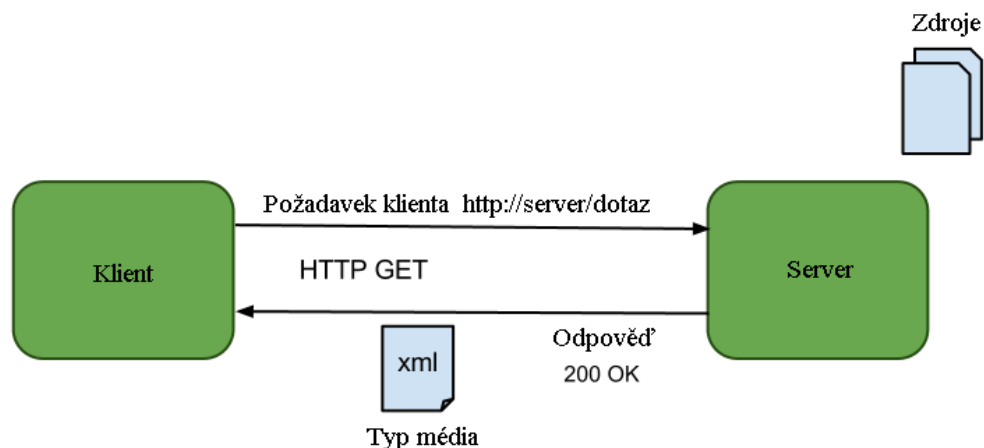 Zdroje
Požadavek klienta http://server/dotaz
Klient
HTTP GET
Server
Odpověď
xml
200 OK
Typ média